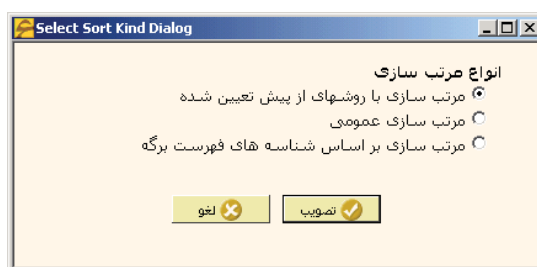 Select Sort Kind Dialog
انواع مرتب سازی
مرتب سازی با روشهای از پیش تعیین شده
مرتب سازی عمومی
مرتب سازی بر اساس شناسه های فهرست برگه
تصویب
لغو